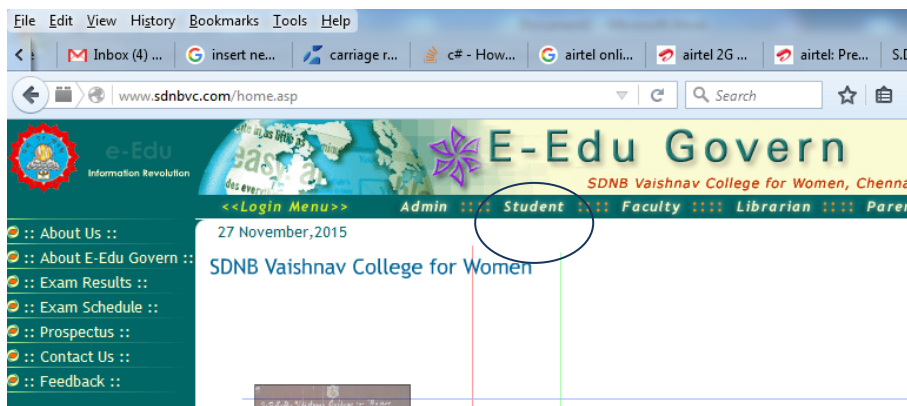 File Edit View History Bookmarks Tools Help
Inbox (4) ... insert ne... carriage r... c# - How... airtel onli... airtel 2G ... airtel: Pre... S.D
www.sdnbvc.com/home.asp Search
e-Edu
Information Revolution
E-Edu Govern
SDNB Vaishnav College for Women, Chenna
<<Login Menu>> Admin :::: Student :::: Faculty :::: Librarian :::: Paren
27 November,2015
SDNB Vaishnav College for Women
:: About Us ::
:: About E-Edu Govern ::
:: Exam Results ::
:: Exam Schedule ::
:: Prospectus ::
:: Contact Us ::
:: Feedback ::